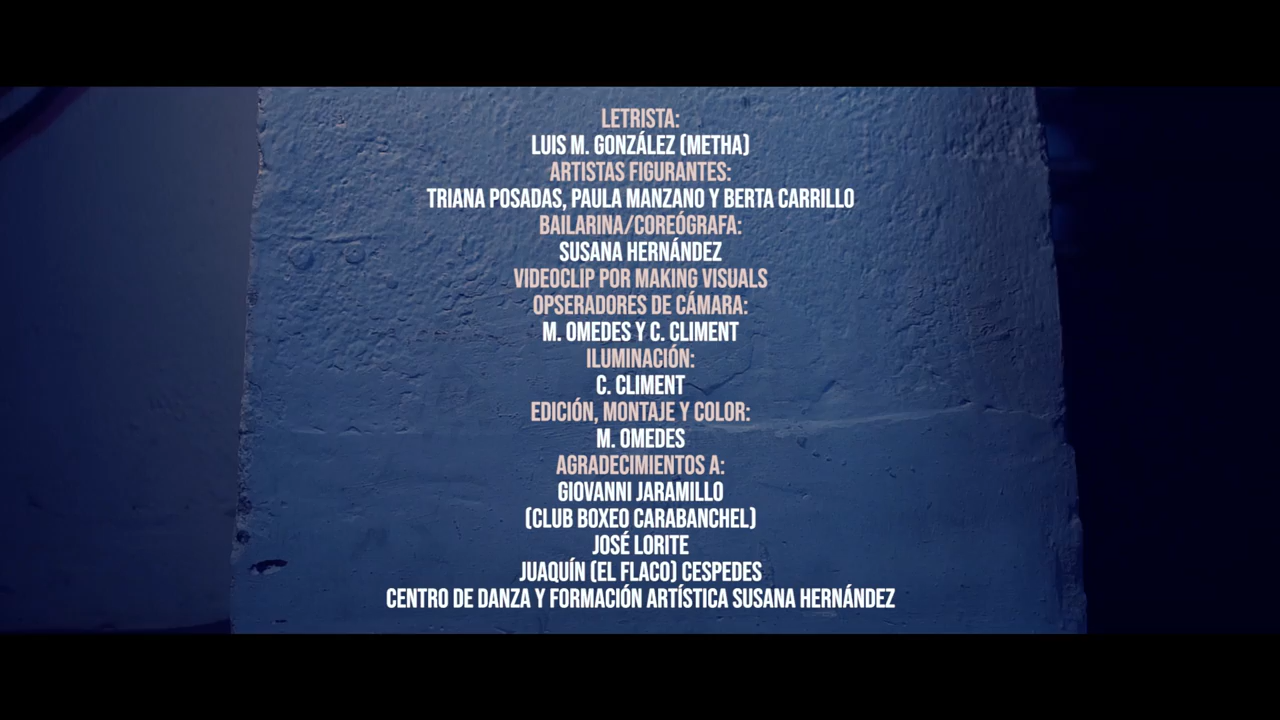 LETRISTA:
LUIS M. GONZÁLEZ (METHA)
ARTISTAS FIGURANTES:
TRIANA POSADAS, PAULA MANZANO Y BERTA CARRILLO
BAILARINA/COREÓGRAFA:
SUSANA HERNÁNDEZ
VIDEOCLIP POR MAKING VISUALS
OPSERADORES DE CÁMARA:
M. OMEDES Y C. CLIMENT
ILUMINACIÓN:
C. CLIMENT
EDICIÓN, MONTAJE Y COLOR:
M. OMEDES
AGRADECIMIENTOS A:
GIOVANNI JARAMILLO
(CLUB BOXEO CARABANCHEL)
JOSÉ LORITE
JUAQUÍN (EL FLACO) CESPEDES
CENTRO DE DANZA Y FORMACIÓN ARTÍSTICA SUSANA HERNÁNDEZ